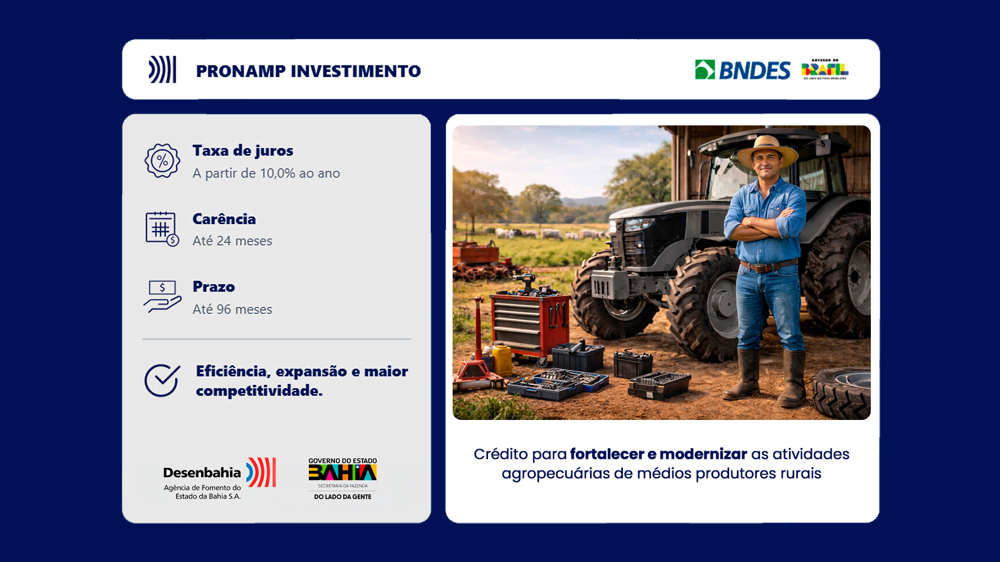 PRONAMP INVESTIMENTO
BNDES
GOVERNO DO
BRASIL
DO LADO DO POVO BRASILEIRO
Taxa de juros
A partir de 10,0% ao ano
Carência
Até 24 meses
Prazo
Até 96 meses
Eficiência, expansão e maior
competitividade.
Desenbahia
Agência de Fomento do
Estado da Bahia S.A.
GOVERNO DO ESTADO
BAHIA
SECRETARIA DA FAZENDA
DO LADO DA GENTE
Crédito para fortalecer e modernizar as atividades
agropecuárias de médios produtores rurais